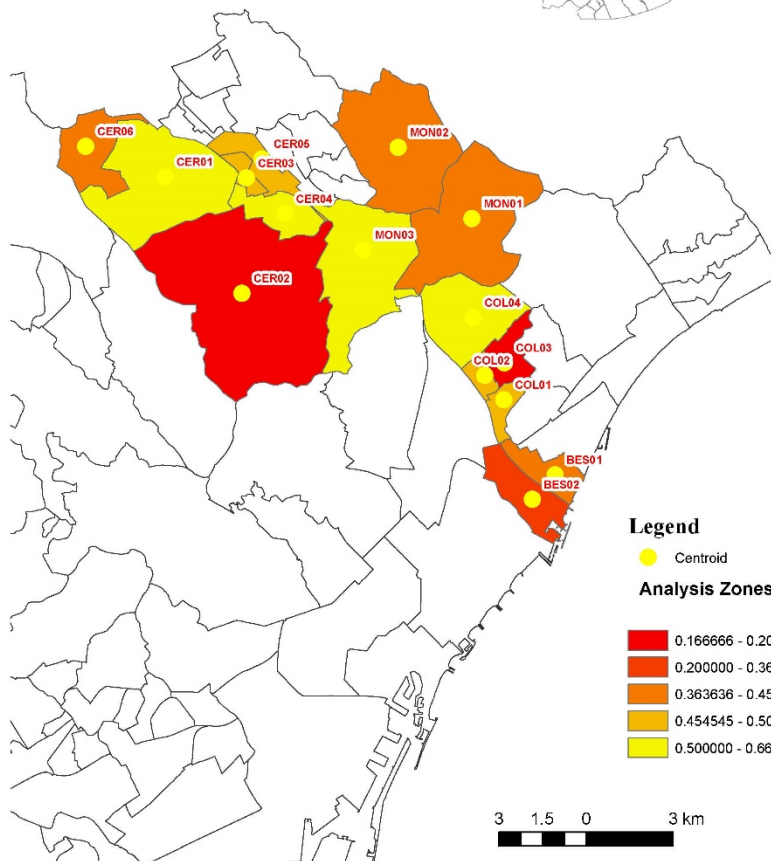 CER06
CER05
MON02
CER01
CER03
CER04
MON01
MON03
CER02
COL04
COL03
COL02
COL01
BES01
BES02
Legend
Centroid
Analysis Zones
0.166666 - 0.20
0.200000 - 0.36
0.363636 - 0.45
0.454545 - 0.50
0.500000 - 0.66
3 1.5 0 3 km